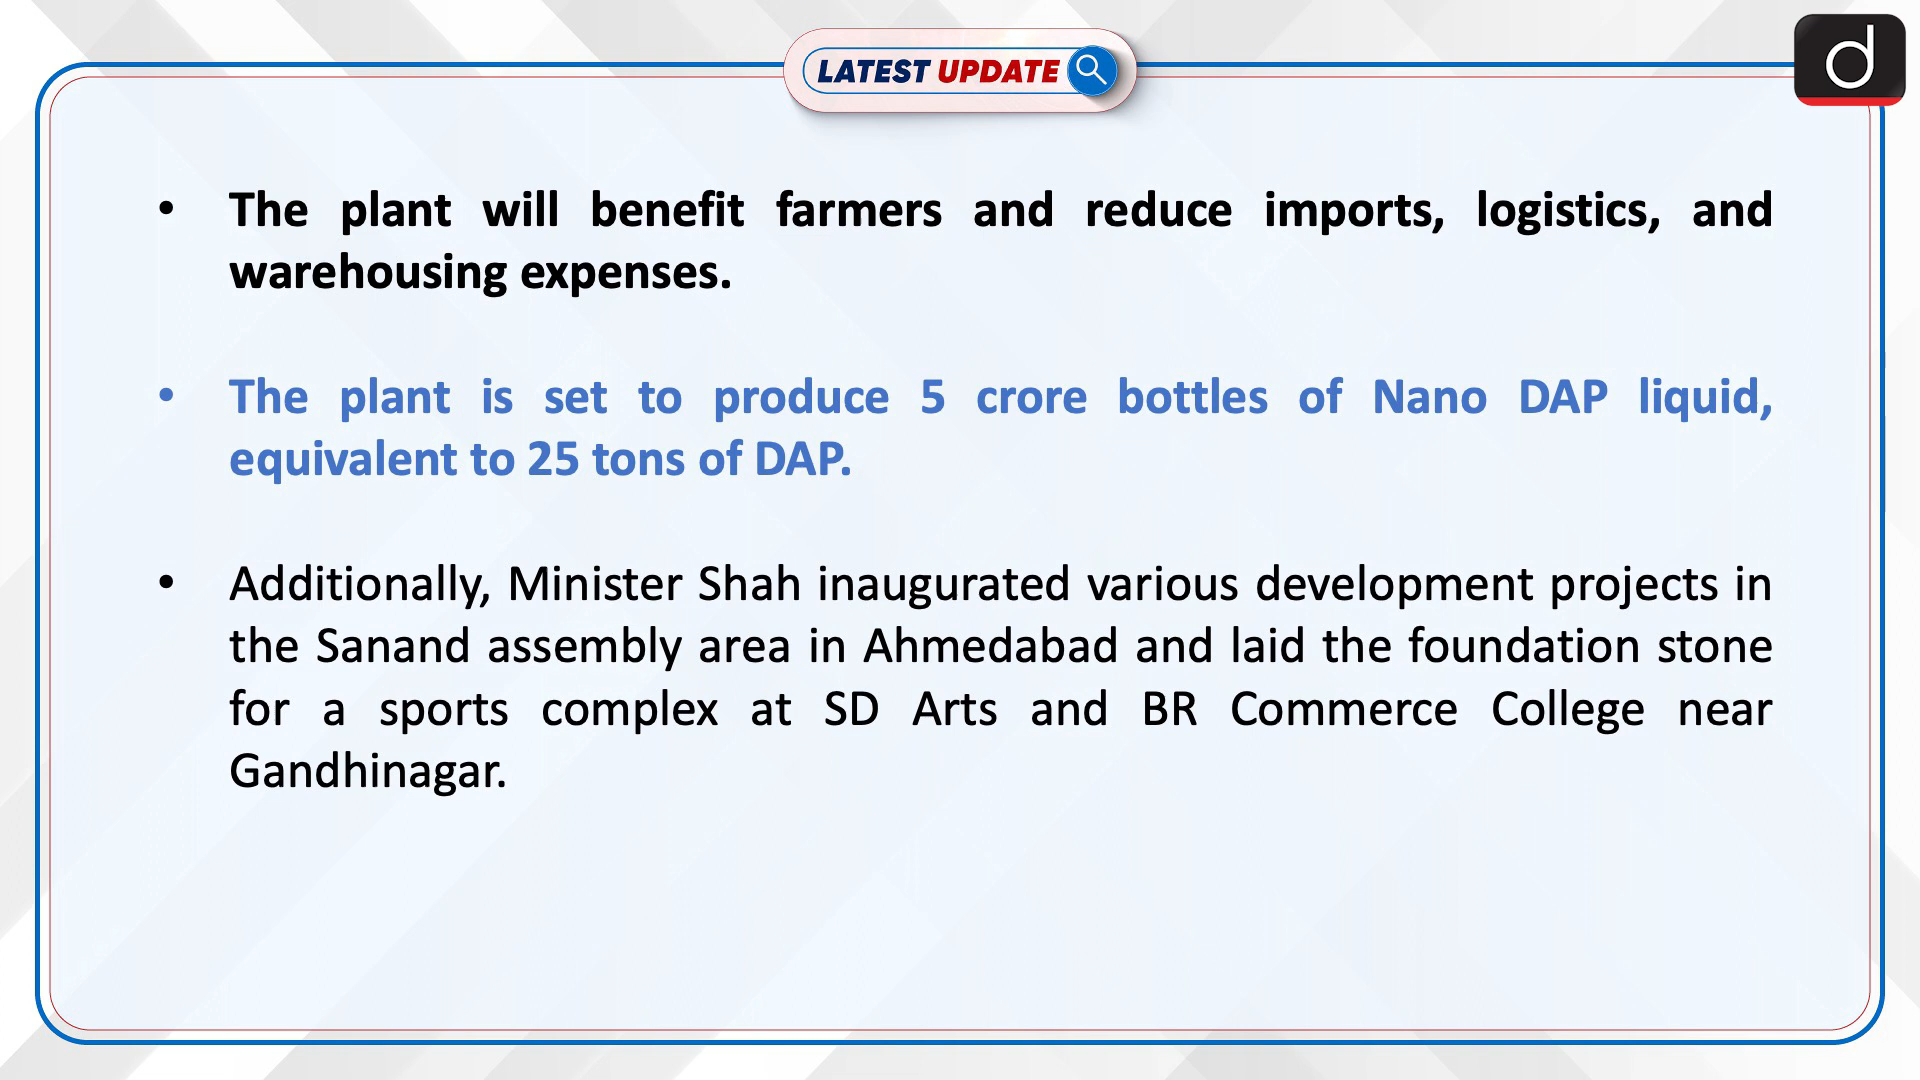 LATEST UPDATE
d
• The plant will benefit farmers and reduce imports, logistics, and
warehousing expenses.
• The plant is set to produce 5 crore bottles of Nano DAP liquid,
equivalent to 25 tons of DAP.
• Additionally, Minister Shah inaugurated various development projects in
the Sanand assembly area in Ahmedabad and laid the foundation stone
for a sports complex at SD Arts and BR Commerce College near
Gandhinagar.